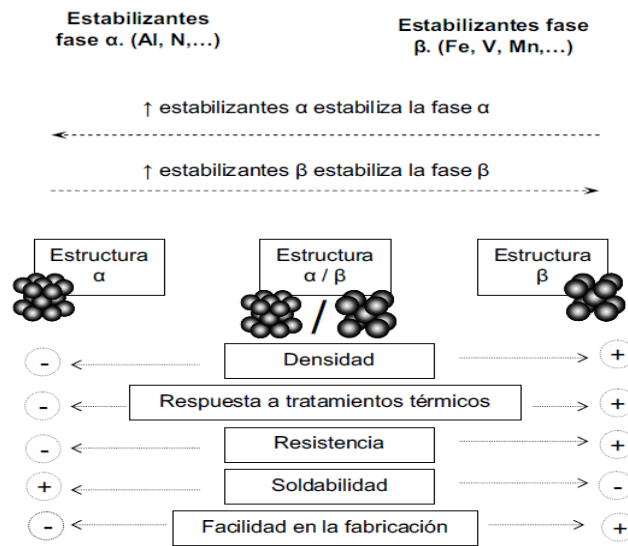 Estabilizantes
fase α. (Al, N,…)
Estabilizantes fase
β. (Fe, V, Mn,…)
↑ estabilizantes α estabiliza la fase α
↑ estabilizantes β estabiliza la fase β
Estructura
α
Estructura
α / β
Estructura
β
/
- Densidad +
- Respuesta a tratamientos térmicos +
- Resistencia +
+ Soldabilidad -
- Facilidad en la fabricación +